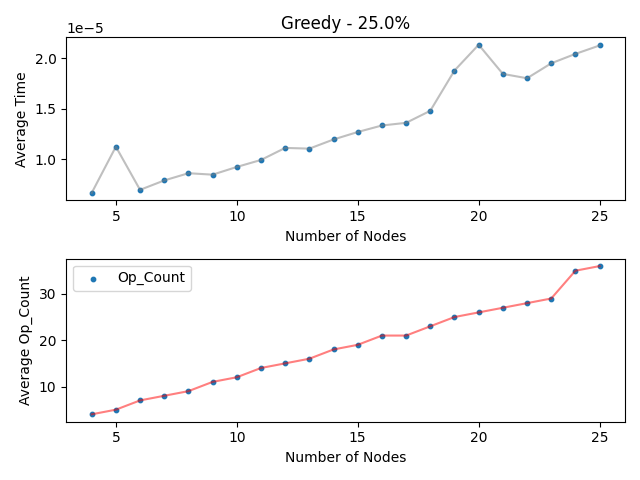 Greedy - 25.0%
1e−5
2.0
1.5
1.0
Average Time
5 10 15 20 25
Number of Nodes
Op_Count
30
20
10
Average Op_Count
5 10 15 20 25
Number of Nodes